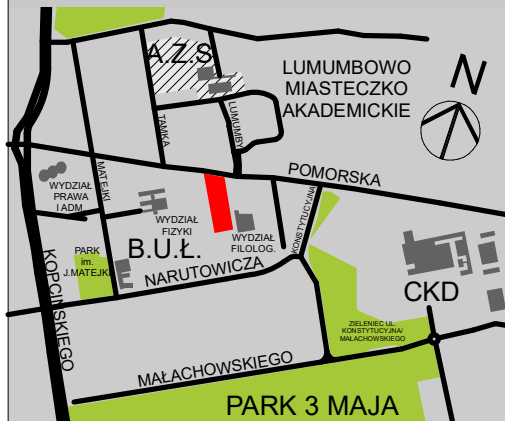 A.Z.S
LUMUMBOWO
MIASTECZKO
AKADEMICKIE
N
TAMKA
LUMUMBY
MATEJKI
POMORSKA
WYDZIAŁ
PRAWA
I ADM
WYDZIAŁ
FIZYKI
WYDZIAŁ
FILOLOG.
KONSTYTUCYJNA
B.U.Ł.
PARK
im.
J.MATEJKI
NARUTOWICZA
KOPCIŃSKIEGO
CKD
ZIELENIEC UL.
KONSTYTUCYJNA/
MAŁACHOWSKIEGO
MAŁACHOWSKIEGO
PARK 3 MAJA